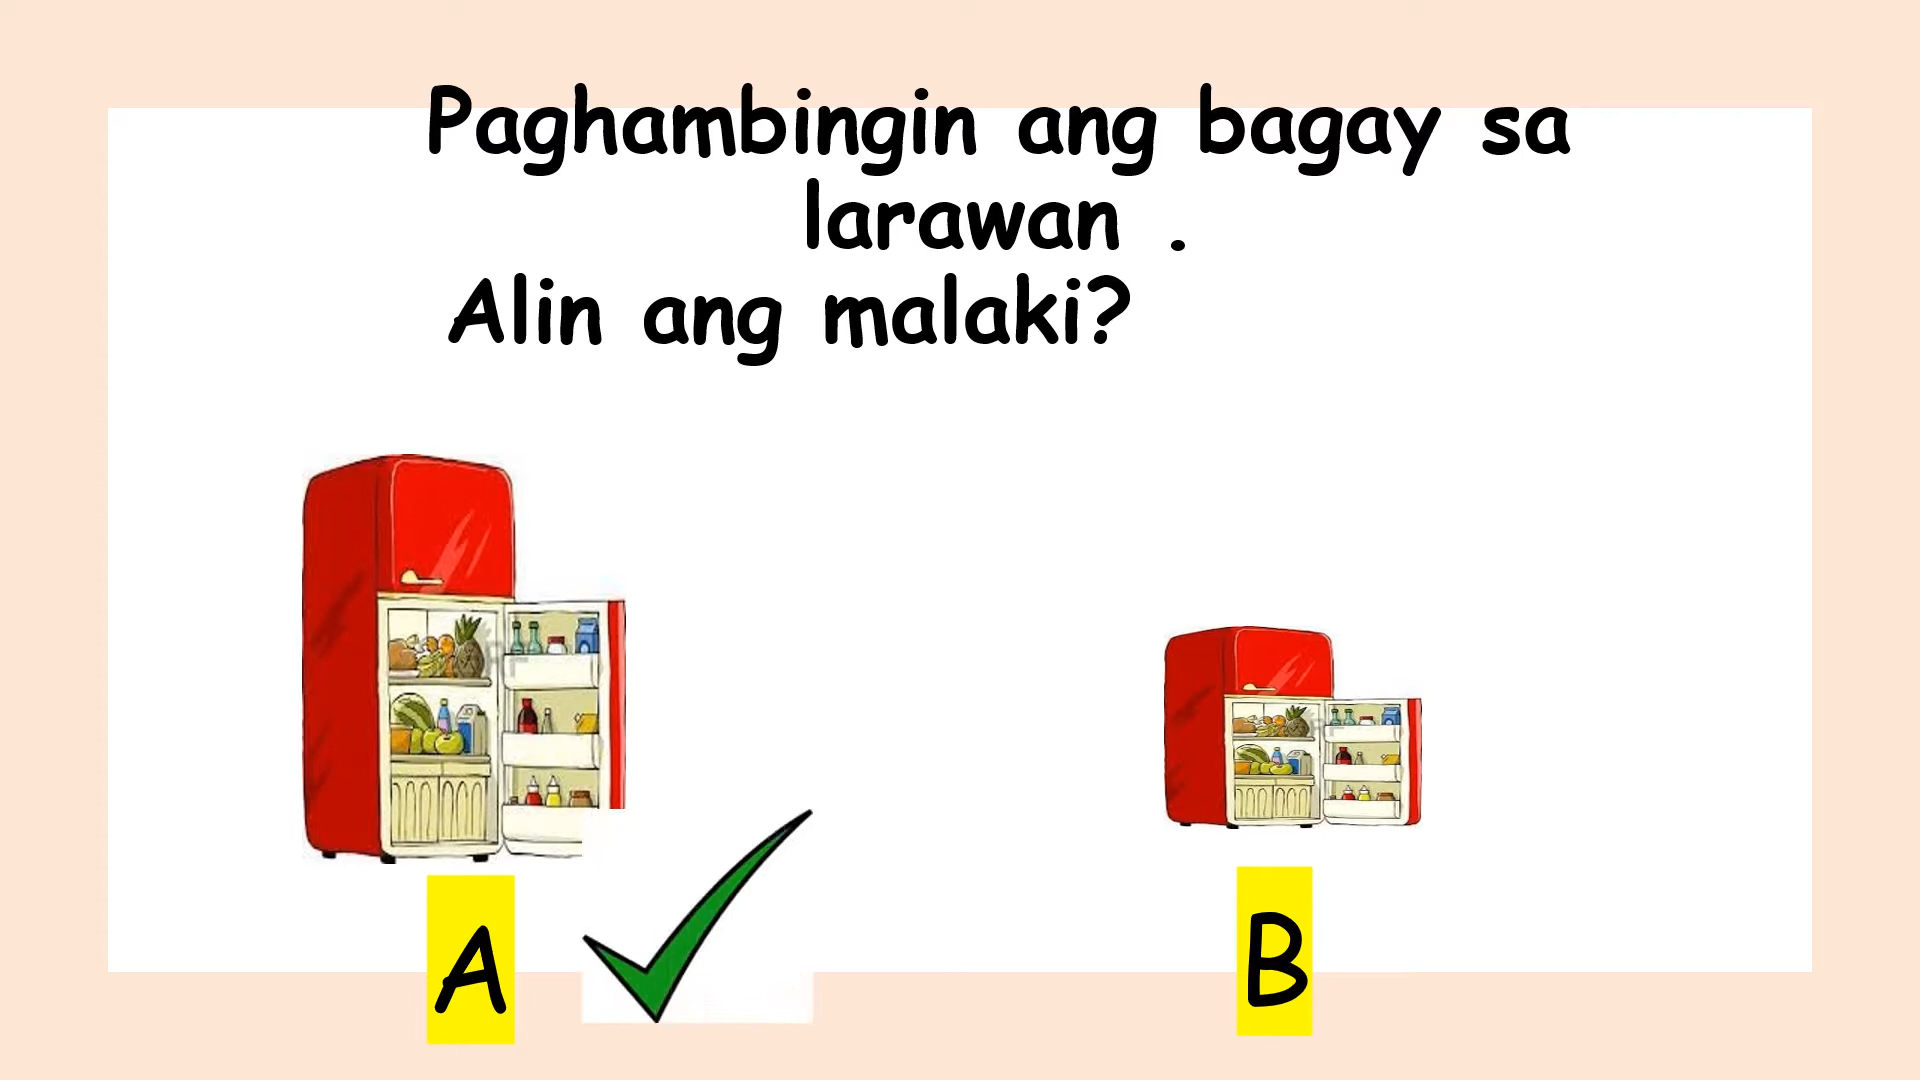 Paghambingin ang bagay sa
larawan .
Alin ang malaki?
A
B